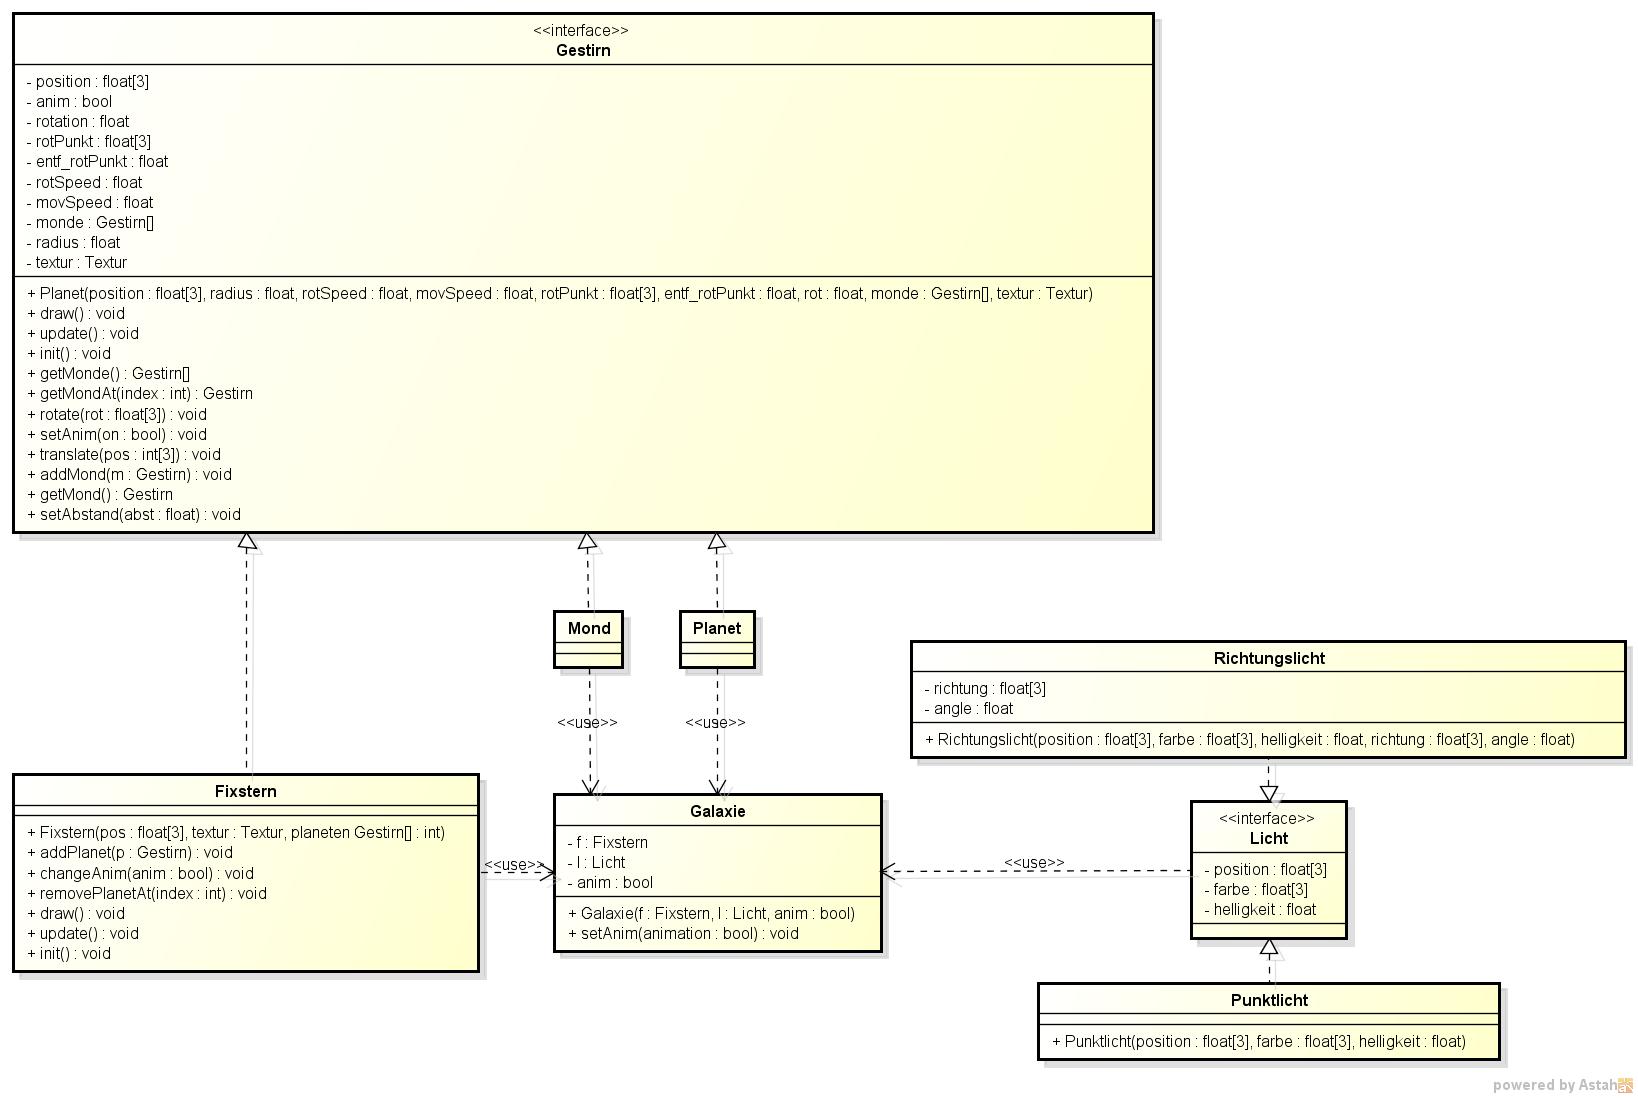 <<interface>>
Gestirn
- position : float[3]
- anim : bool
- rotation : float
- rotPunkt : float[3]
- entf_rotPunkt : float
- rotSpeed : float
- movSpeed : float
- monde : Gestirn[]
- radius : float
- textur : Textur
+ Planet(position : float[3], radius : float, rotSpeed : float, movSpeed : float, rotPunkt : float[3], entf_rotPunkt : float, rot : float, monde : Gestirn[], textur : Textur)
+ draw() : void
+ update() : void
+ init() : void
+ getMonde() : Gestirn[]
+ getMondAt(index : int) : Gestirn
+ rotate(rot : float[3]) : void
+ setAnim(on : bool) : void
+ translate(pos : int[3]) : void
+ addMond(m : Gestirn) : void
+ getMond() : Gestirn
+ setAbstand(abst : float) : void
Mond
Planet
<<use>>
<<use>>
Richtungslicht
- richtung : float[3]
- angle : float
+ Richtungslicht(position : float[3], farbe : float[3], helligkeit : float, richtung : float[3], angle : float)
Fixstern
+ Fixstern(pos : float[3], textur : Textur, planeten Gestirn[] : int)
+ addPlanet(p : Gestirn) : void
+ changeAnim(anim : bool) : void
+ removePlanetAt(index : int) : void
+ draw() : void
+ update() : void
+ init() : void
<<use>>
Galaxie
- f : Fixstern
- l : Licht
- anim : bool
+ Galaxie(f : Fixstern, l : Licht, anim : bool)
+ setAnim(animation : bool) : void
<<use>>
<<interface>>
Licht
- position : float[3]
- farbe : float[3]
- helligkeit : float
Punktlicht
+ Punktlicht(position : float[3], farbe : float[3], helligkeit : float)
powered by Astah